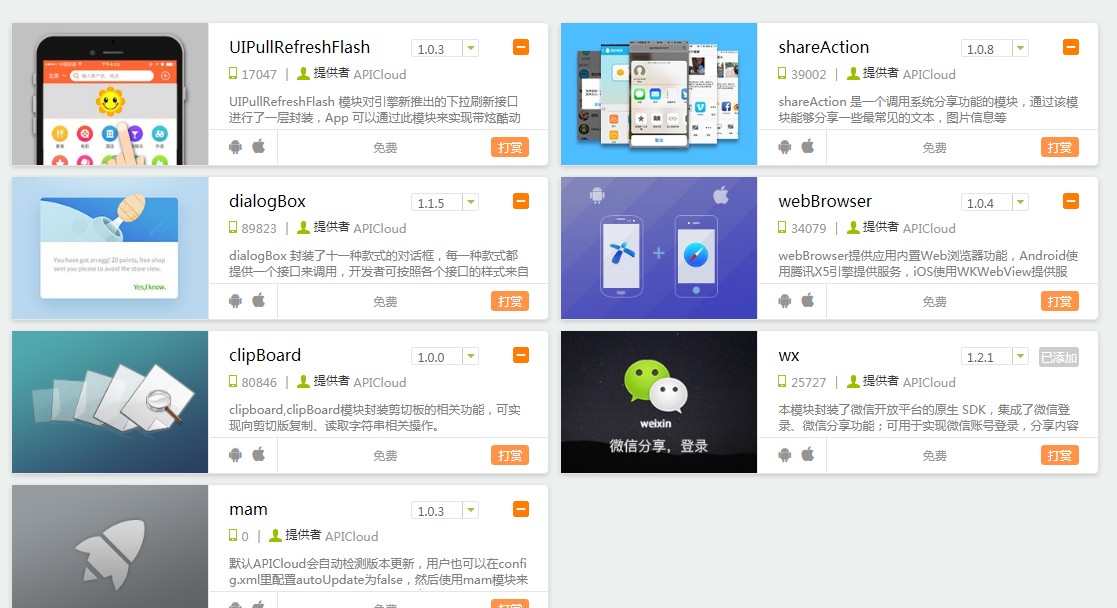 UIPullRefreshFlash
1.0.3
17047 | 提供者 APICloud
UIPullRefreshFlash 模块对引擎新推出的下拉刷新接口
进行了一层封装，App 可以通过此模块来实现带炫酷动
免费
打赏
shareAction
1.0.8
39002 | 提供者 APICloud
shareAction 是一个调用系统分享功能的模块，通过该模
块能够分享一些最常见的文本，图片信息等
免费
打赏
You have got an egg! 20 points, free shop
sent you please to avoid the store view.
Yes,I know.
dialogBox
1.1.5
89823 | 提供者 APICloud
dialogBox 封装了十一种款式的对话框，每一种款式都
提供一个接口来调用，开发者可按照各个接口的样式来自
免费
打赏
webBrowser
1.0.4
34079 | 提供者 APICloud
webBrowser提供应用内置Web浏览器功能，Android使
用腾讯X5引擎提供服务，iOS使用WKWebView提供服
免费
打赏
clipBoard
1.0.0
80846 | 提供者 APICloud
clipboard,clipBoard模块封装剪切板的相关功能，可实
现向剪切版复制、读取字符串相关操作。
免费
打赏
weixin
微信分享，登录
wx
1.2.1
已添加
25727 | 提供者 APICloud
本模块封装了微信开放平台的原生 SDK，集成了微信登
录、微信分享功能；可用于实现微信账号登录，分享内容
免费
打赏
mam
1.0.3
0 | 提供者 APICloud
默认APICloud会自动检测版本更新，用户也可以在confi
g.xml里配置autoUpdate为false，然后使用mam模块来
免费
打赏